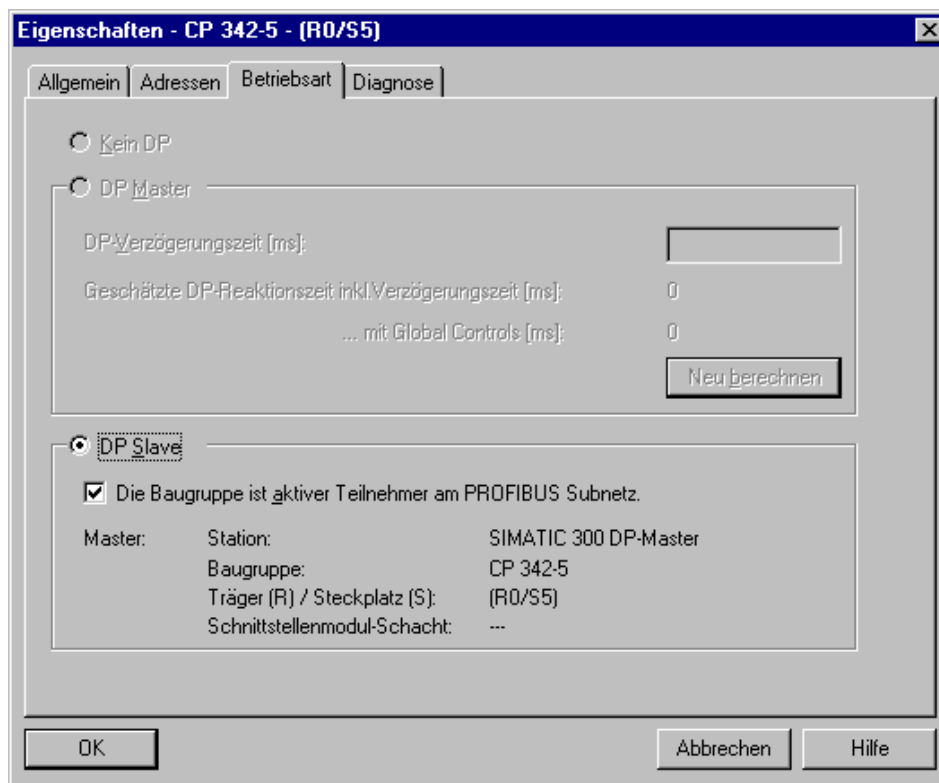 Eigenschaften - CP 342-5 - (R0/S5)
Allgemein Adressen Betriebsart Diagnose
Kein DP
DP Master
DP-Verzögerungszeit [ms]:
Geschätzte DP-Reaktionszeit inkl.Verzögerungszeit [ms]: 0
... mit Global Controls [ms]: 0
Neu berechnen
DP Slave
Die Baugruppe ist aktiver Teilnehmer am PROFIBUS Subnetz.
Master: Station: SIMATIC 300 DP-Master
Baugruppe: CP 342-5
Träger (R) / Steckplatz (S): (R0/S5)
Schnittstellenmodul-Schacht: ---
OK Abbrechen Hilfe